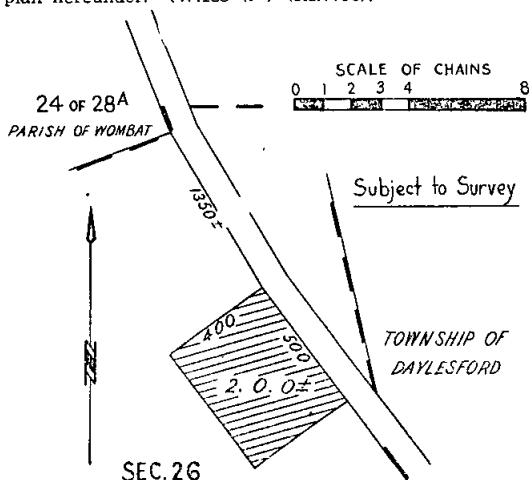 plan hereunder.
SCALE OF CHAINS
0 1 2 3 4 8
24 OF 28A
PARISH OF WOMBAT
1350±
Subject to Survey
400
500
2. 0. 0±
TOWNSHIP OF
DAYLESFORD
SEC. 26